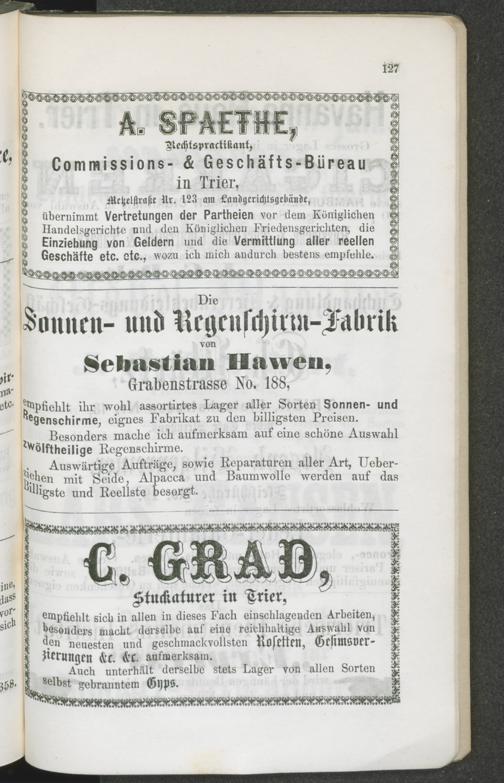 127
A. SPAETHE,
Rechtspractikant,
Commissions- & Geschäfts-Büreau
in Trier,
Metzelstraße Nr. 123 am Landgerichtsgebäude,
übernimmt Vertretungen der Partheien vor dem Königlichen
Handelsgerichte und den Königlichen Friedensgerichten, die
Einziehung von Geldern und die Vermittlung aller reellen
Geschäfte etc. etc., wozu ich mich andurch bestens empfehle.
Die
Sonnen- und Regenschirm-Fabrik
von
Sebastian Hawen,
Grabenstrasse No. 188,
empfiehlt ihr wohl assortirtes Lager aller Sorten Sonnen- und
Regenschirme, eignes Fabrikat zu den billigsten Preisen.
Besonders mache ich aufmerksam auf eine schöne Auswahl
zwölftheilige Regenschirme.
Auswärtige Aufträge, sowie Reparaturen aller Art, Ueber-
ziehen mit Seide, Alpacca und Baumwolle werden auf das
Billigste und Reellste besorgt.
C. GRAD,
Stuckaturer in Trier,
empfiehlt sich in allen in dieses Fach einschlagenden Arbeiten,
besonders macht derselbe auf eine reichhaltige Auswahl von
den neuesten und geschmackvollsten Rosetten, Gesimsver-
zierungen &c. &c. aufmerksam.
Auch unterhält derselbe stets Lager von allen Sorten
selbst gebranntem Gyps.